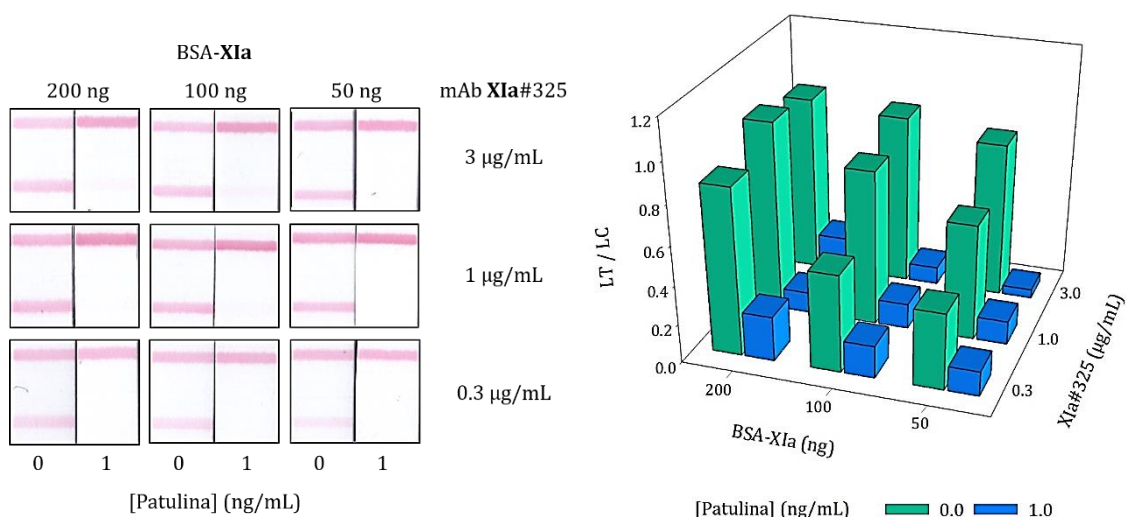 BSA-XIa
200 ng 100 ng 50 ng mAb XIa#325
3 µg/mL
1 µg/mL
0.3 µg/mL
0 1 0 1 0 1
[Patulina] (ng/mL)
LT / LC
1.2
1.0
0.8
0.6
0.4
0.2
0.0
200
100
50
BSA-XIa (ng)
0.3
1.0
3.0
XIa#325 (µg/mL)
[Patulina] (ng/mL) 0.0 1.0